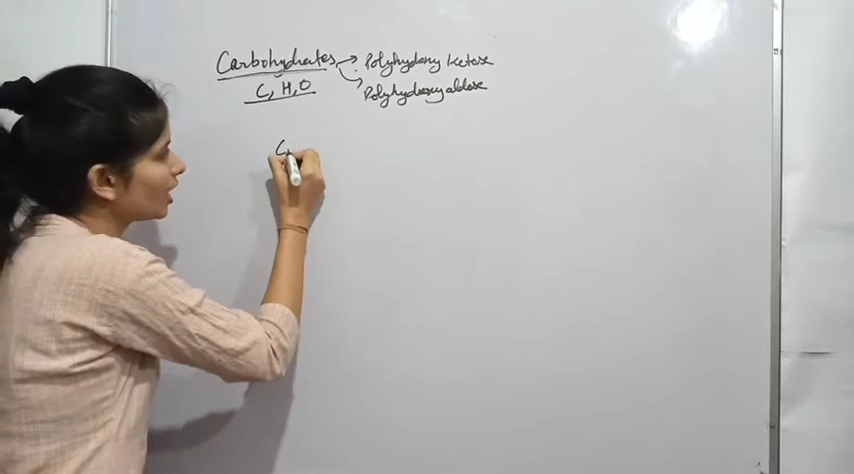 Carbohydrates → Polyhydroxy Ketose
C, H, O → Polyhydroxy aldose
C